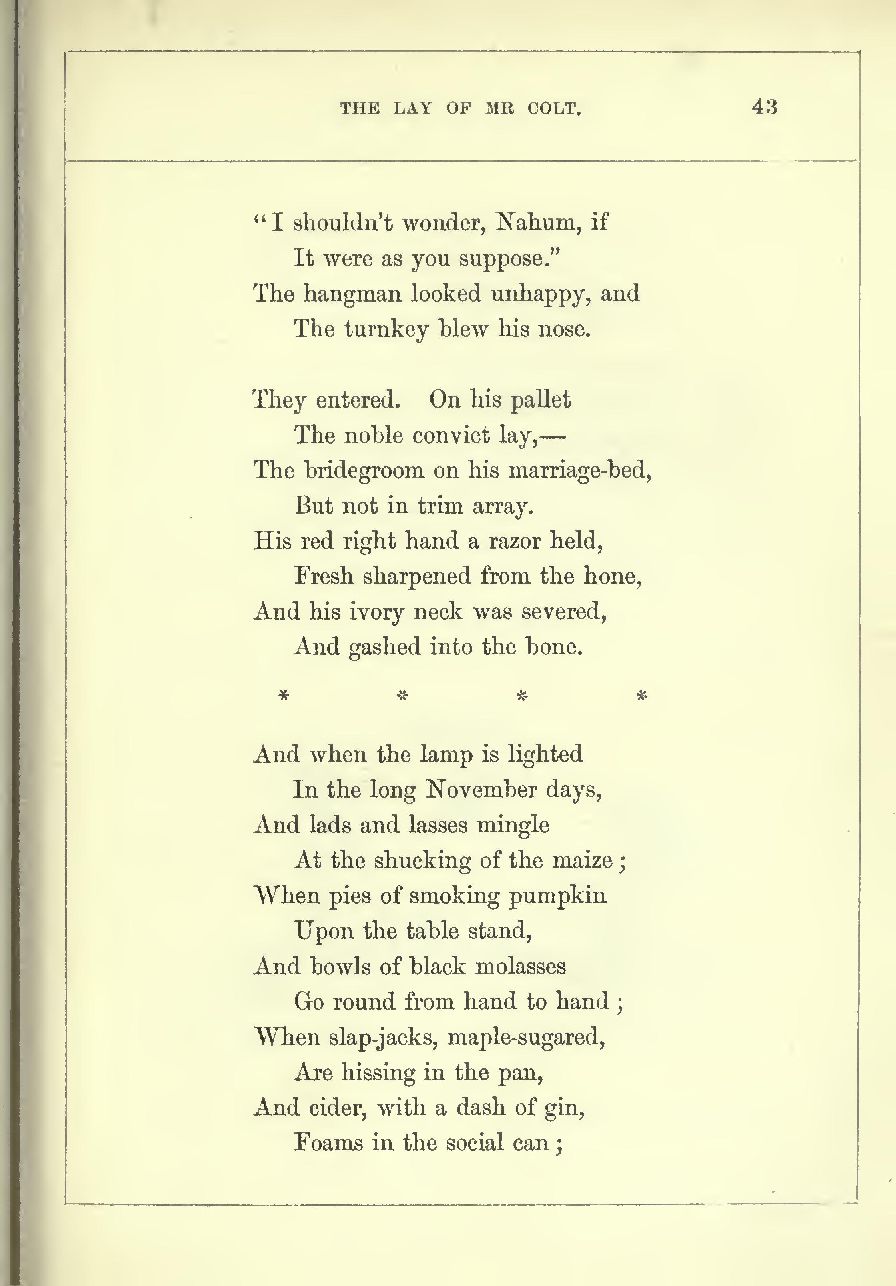 THE LAY OF MR COLT. 43
“I shouldn’t wonder, Nahum, if
It were as you suppose.”
The hangman looked unhappy, and
The turnkey blew his nose.
They entered. On his pallet
The noble convict lay,—
The bridegroom on his marriage-bed,
But not in trim array.
His red right hand a razor held,
Fresh sharpened from the hone,
And his ivory neck was severed,
And gashed into the bone.
* * * *
And when the lamp is lighted
In the long November days,
And lads and lasses mingle
At the shucking of the maize;
When pies of smoking pumpkin
Upon the table stand,
And bowls of black molasses
Go round from hand to hand;
When slap-jacks, maple-sugared,
Are hissing in the pan,
And cider, with a dash of gin,
Foams in the social can;